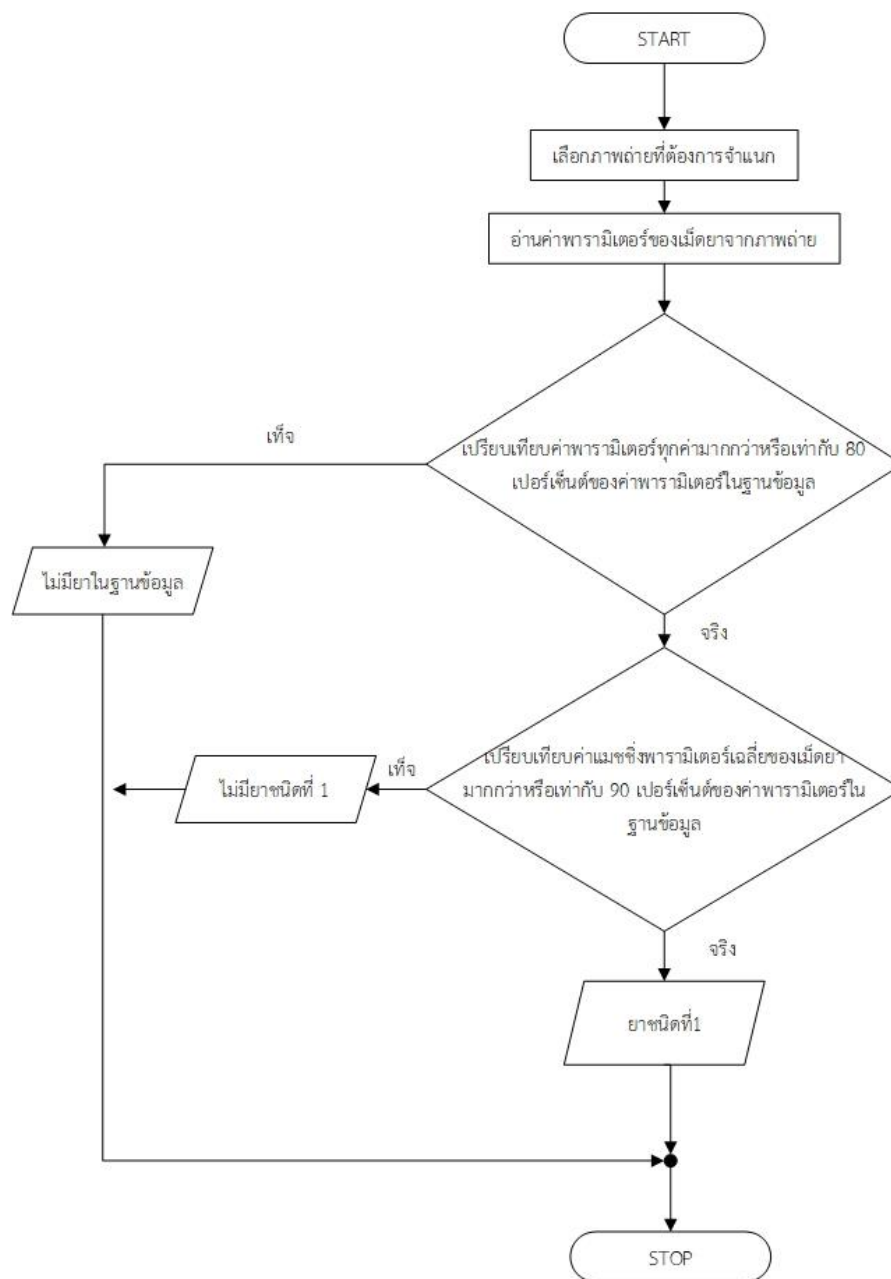 START
เลือกภาพถ่ายที่ต้องการจำแนก
อ่านค่าพารามิเตอร์ของเม็ดยาจากภาพถ่าย
เท็จ
เปรียบเทียบค่าพารามิเตอร์ทุกค่ามากกว่าหรือเท่ากับ 80
เปอร์เซ็นต์ของค่าพารามิเตอร์ในฐานข้อมูล
ไม่มียาในฐานข้อมูล
จริง
เปรียบเทียบค่าแมชชิ่งพารามิเตอร์เฉลี่ยของเม็ดยา
มากกว่าหรือเท่ากับ 90 เปอร์เซ็นต์ของค่าพารามิเตอร์ใน
ฐานข้อมูล
เท็จ
ไม่มียาชนิดที่ 1
จริง
ยาชนิดที่1
STOP